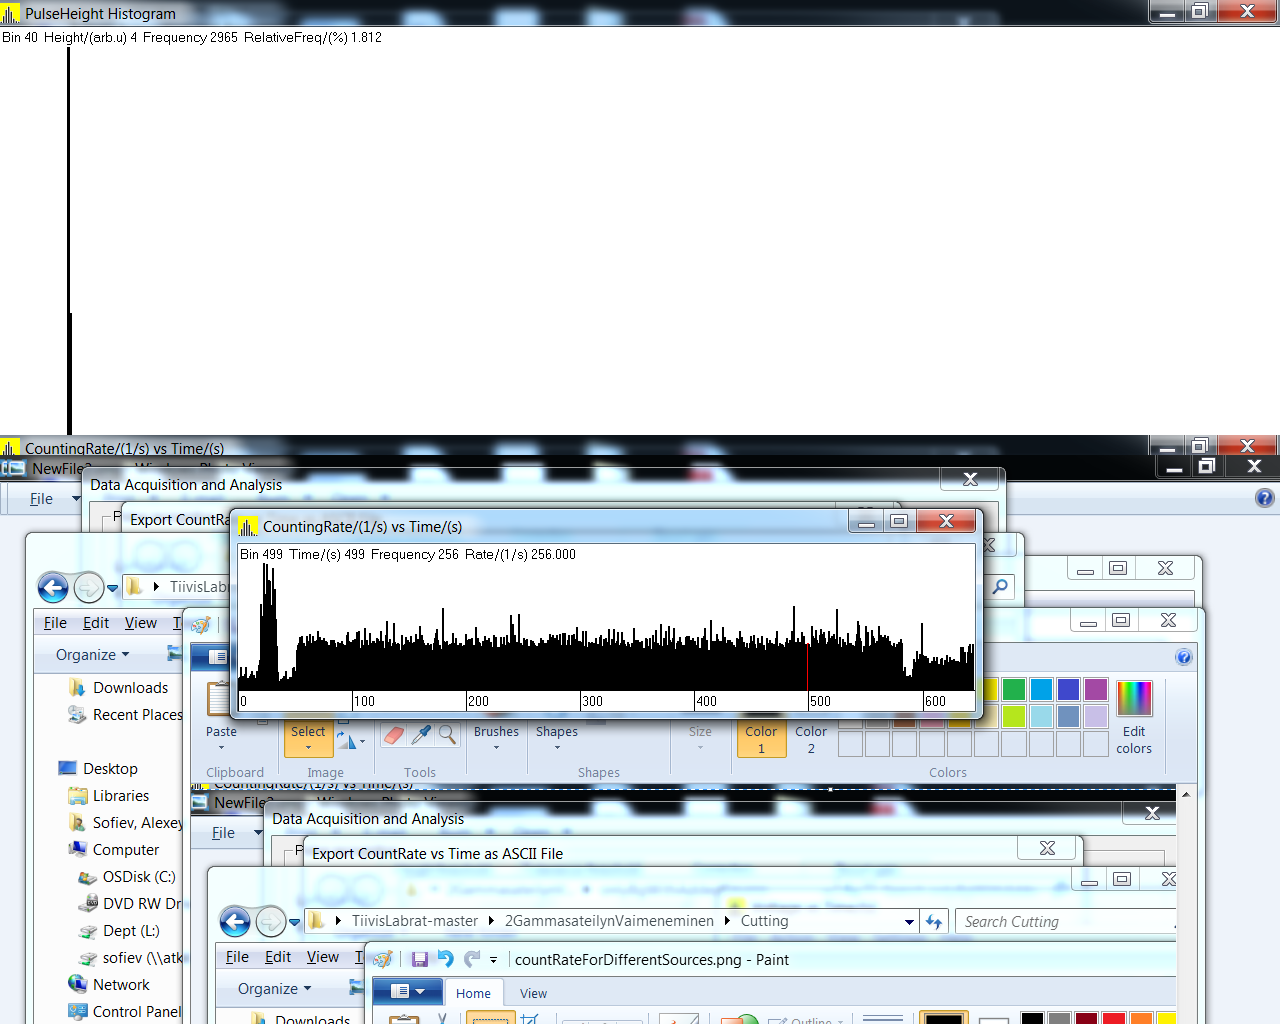 PulseHeight Histogram
Bin 40 Height/(arb.u) 4 Frequency 2965 RelativeFreq/(%) 1.812
CountingRate/(1/s) vs Time/(s)
File
Data Acquisition and Analysis
Export CountRa
CountingRate/(1/s) vs Time/(s)
Bin 499 Time/(s) 499 Frequency 256 Rate/(1/s) 256.000
0 100 200 300 400 500 600
TiivisLab
File Edit View T
Organize
Downloads
Recent Places
Desktop
Libraries
Sofiev, Alexey
Computer
OSDisk (C:)
DVD RW Dr
Dept (L:)
sofiev (\\atk
Network
Control Panel
Paste Select Brushes Shapes Size Color 1 Color 2 Edit colors
Clipboard Image Tools Shapes Colors
CountingRate/(1/s) vs Time/(s)
File
Data Acquisition and Analysis
Export CountRate vs Time as ASCII File
TiivisLabrat-master 2GammasateilynVaimeneminen Cutting Search Cutting
File Edit View T
Organize
Downloads
countRateForDifferentSources.png - Paint
Home View
Outline